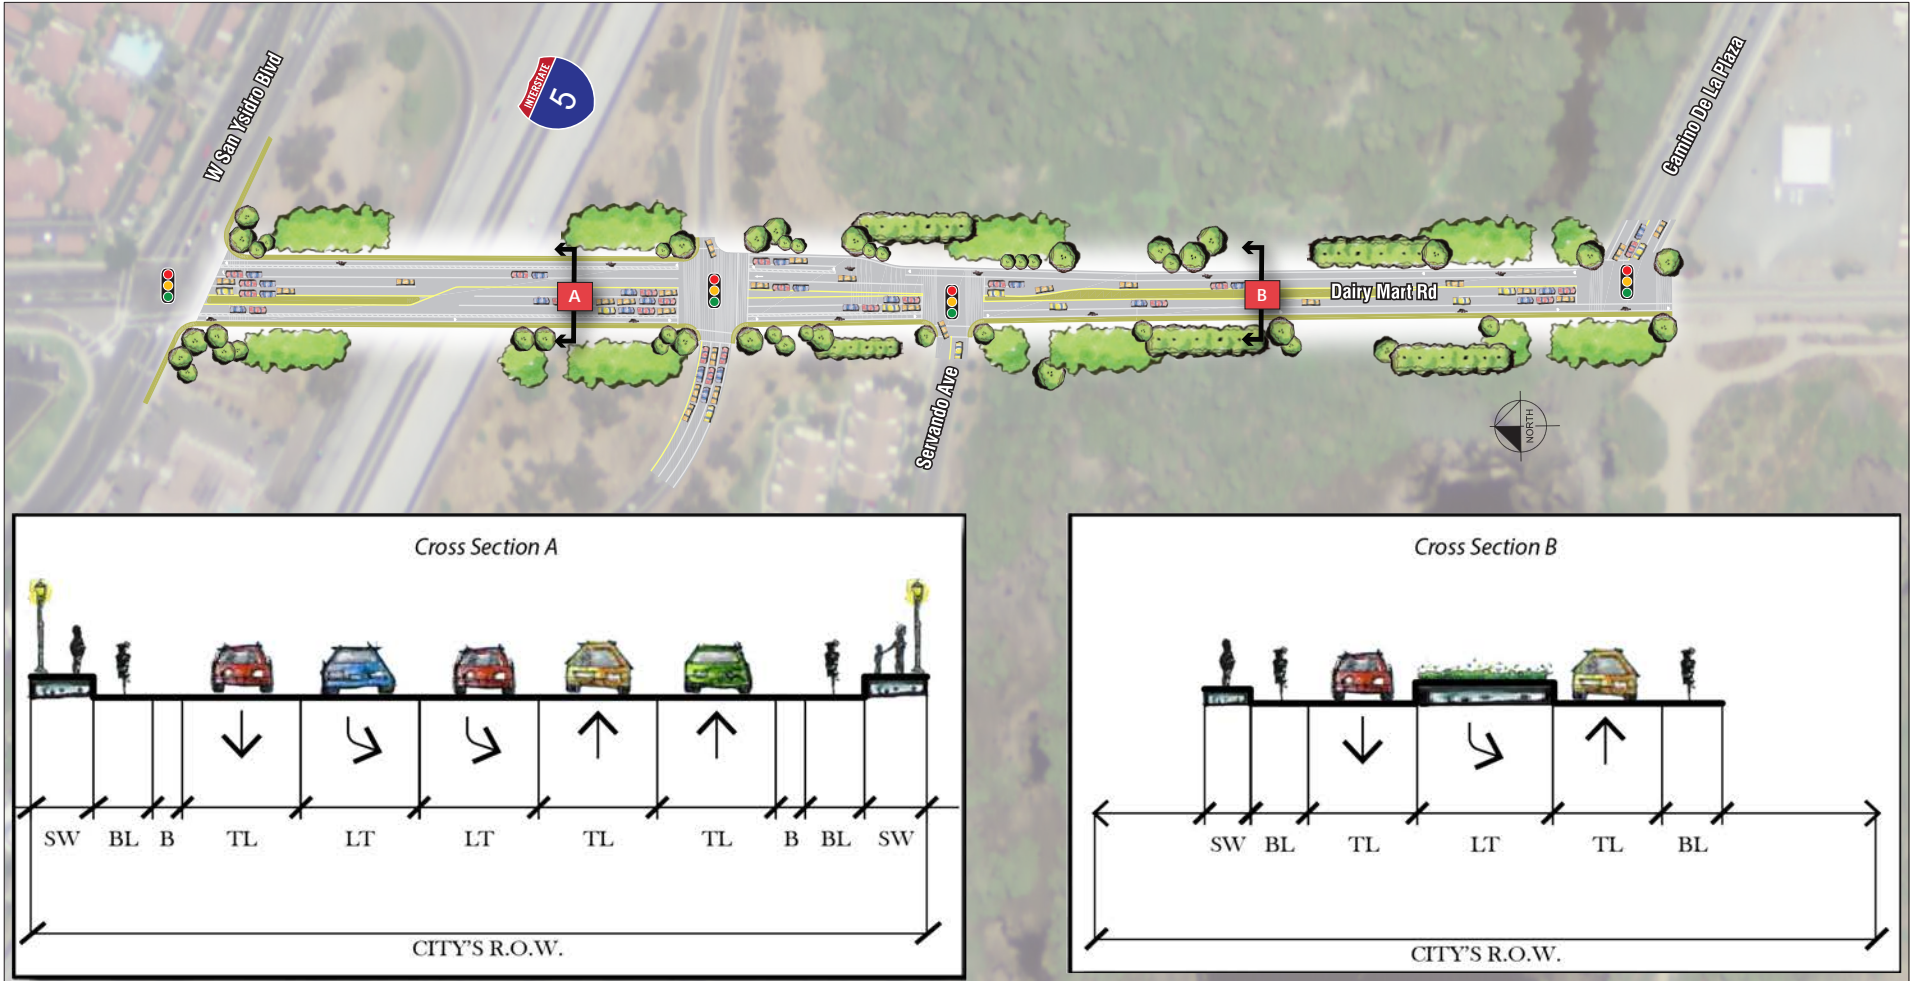 W San Ysidro Blvd
INTERSTATE
5
Camino De La Plaza
A
B
Dairy Mart Rd
Servando Ave
NORTH
Cross Section A
SW BL B TL LT LT TL TL B BL SW
CITY'S R.O.W.
Cross Section B
SW BL TL LT TL BL
CITY'S R.O.W.